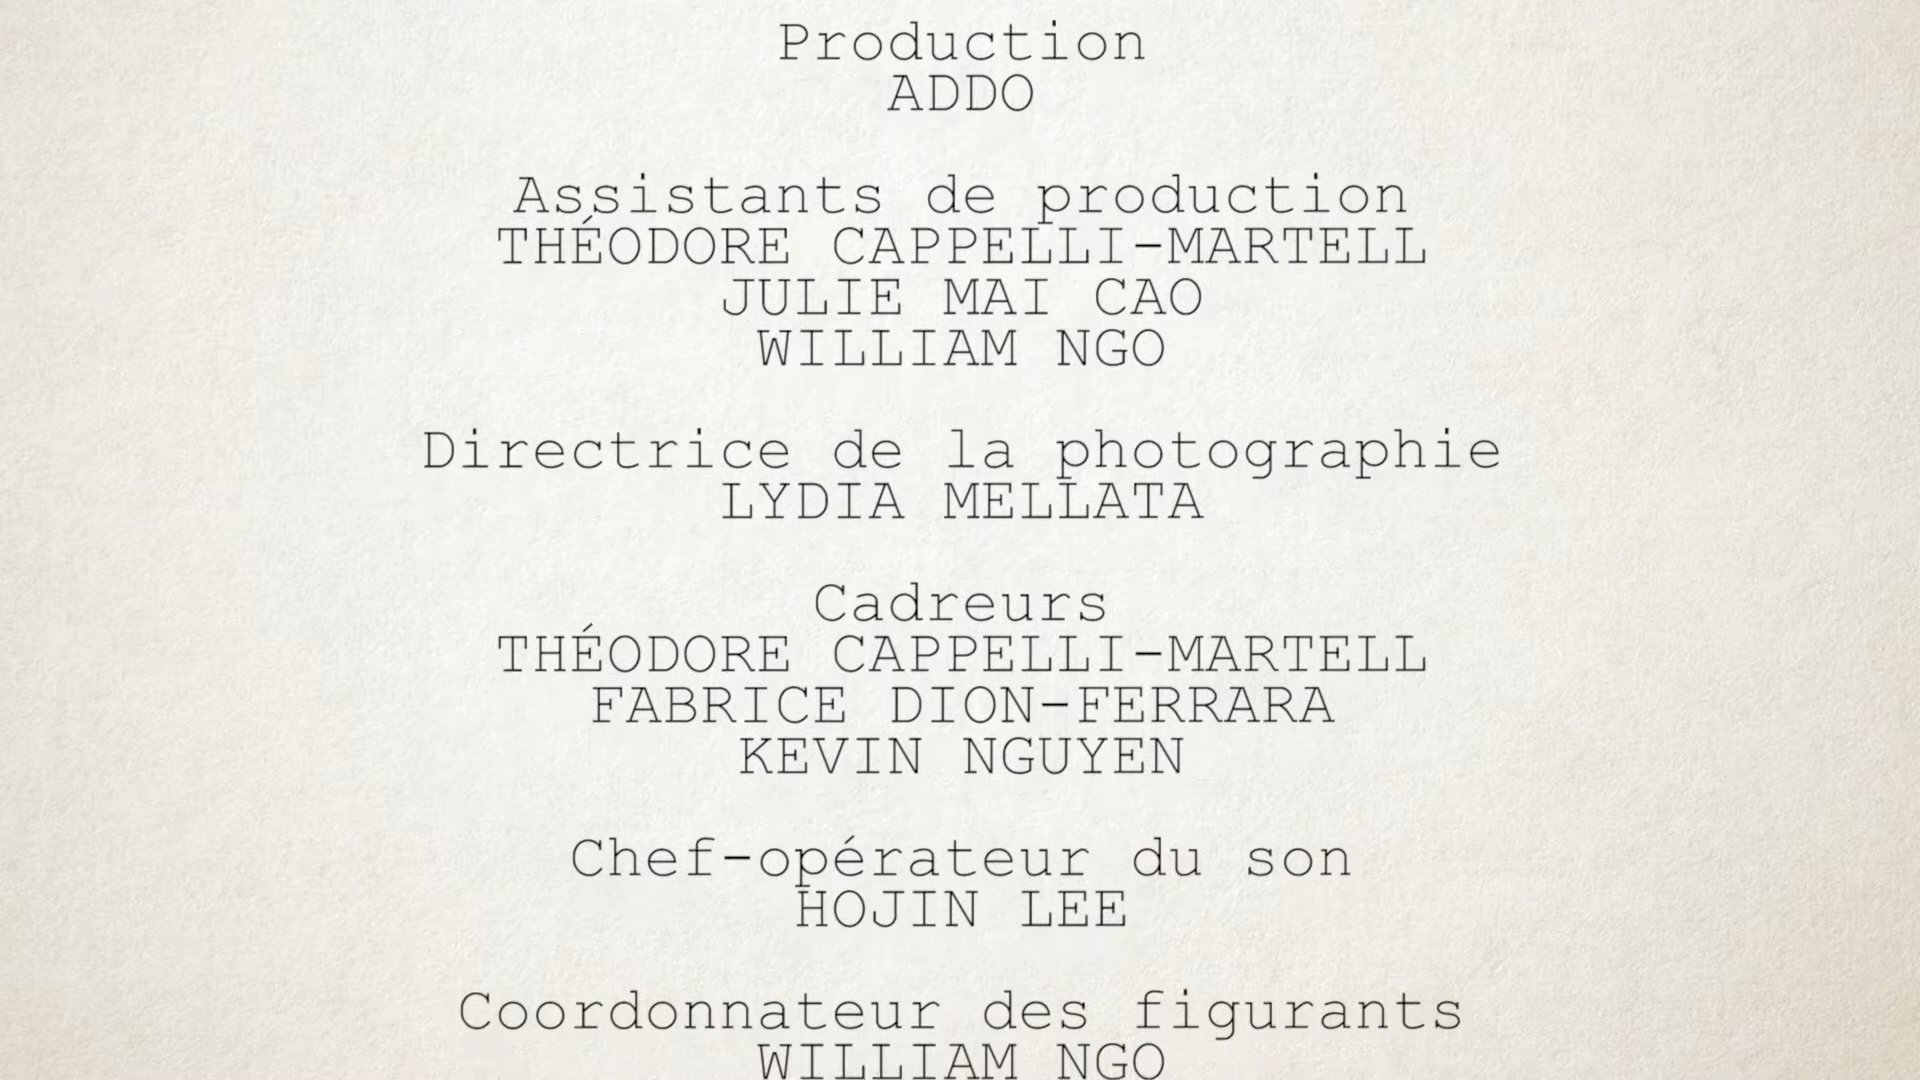 Production
ADDO
Assistants de production
THÉODORE CAPPELLI-MARTELL
JULIE MAI CAO
WILLIAM NGO
Directrice de la photographie
LYDIA MELLATA
Cadreurs
THÉODORE CAPPELLI-MARTELL
FABRICE DION-FERRARA
KEVIN NGUYEN
Chef-opérateur du son
HOJIN LEE
Coordonnateur des figurants
WILLIAM NGO